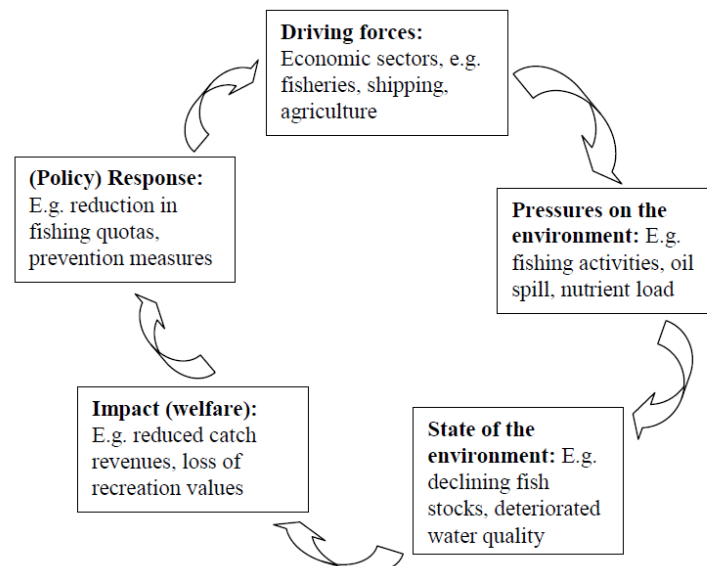 Driving forces:
Economic sectors, e.g.
fisheries, shipping,
agriculture
(Policy) Response:
E.g. reduction in
fishing quotas,
prevention measures
Pressures on the
environment: E.g.
fishing activities, oil
spill, nutrient load
Impact (welfare):
E.g. reduced catch
revenues, loss of
recreation values
State of the
environment: E.g.
declining fish
stocks, deteriorated
water quality